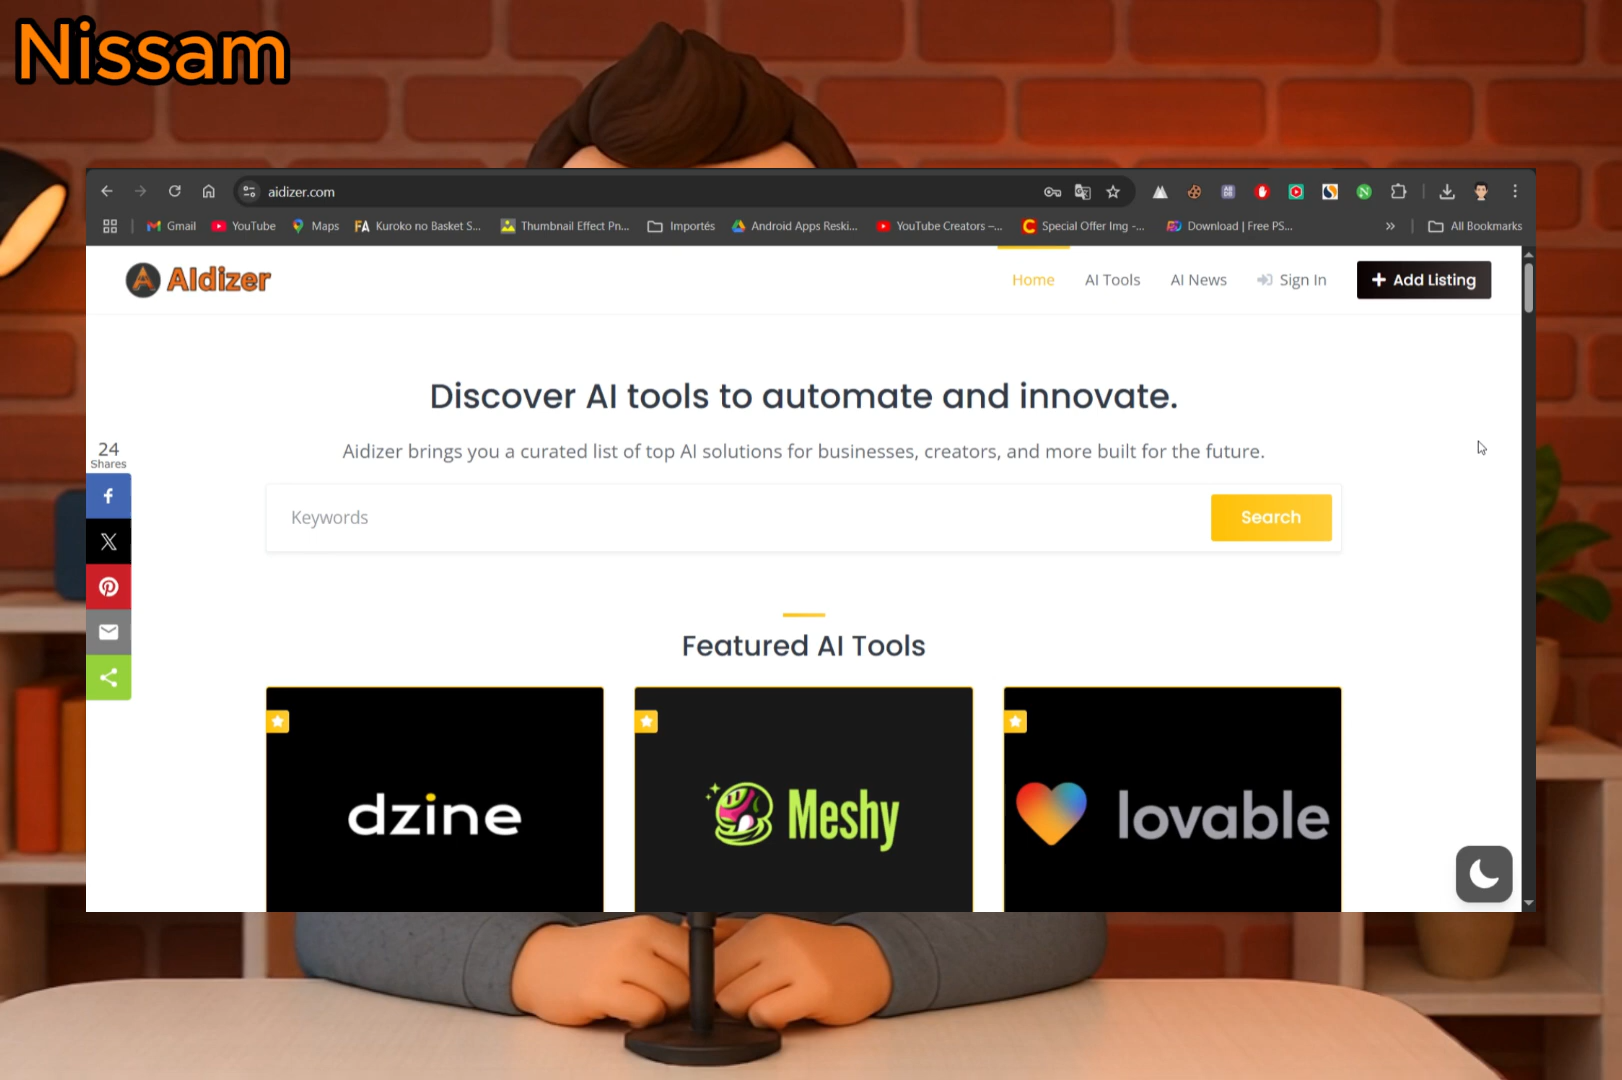 Nissam
aidizer.com
Gmail YouTube Maps FA Kuroko no Basket S... Thumbnail Effect Pn... Importés Android Apps Reski... YouTube Creators –... Special Offer Img -... Download | Free PS... » All Bookmarks
AIdizer Home AI Tools AI News Sign In + Add Listing
Discover AI tools to automate and innovate.
Aidizer brings you a curated list of top AI solutions for businesses, creators, and more built for the future.
24
Shares
Keywords Search
Featured AI Tools
dzine Meshy lovable